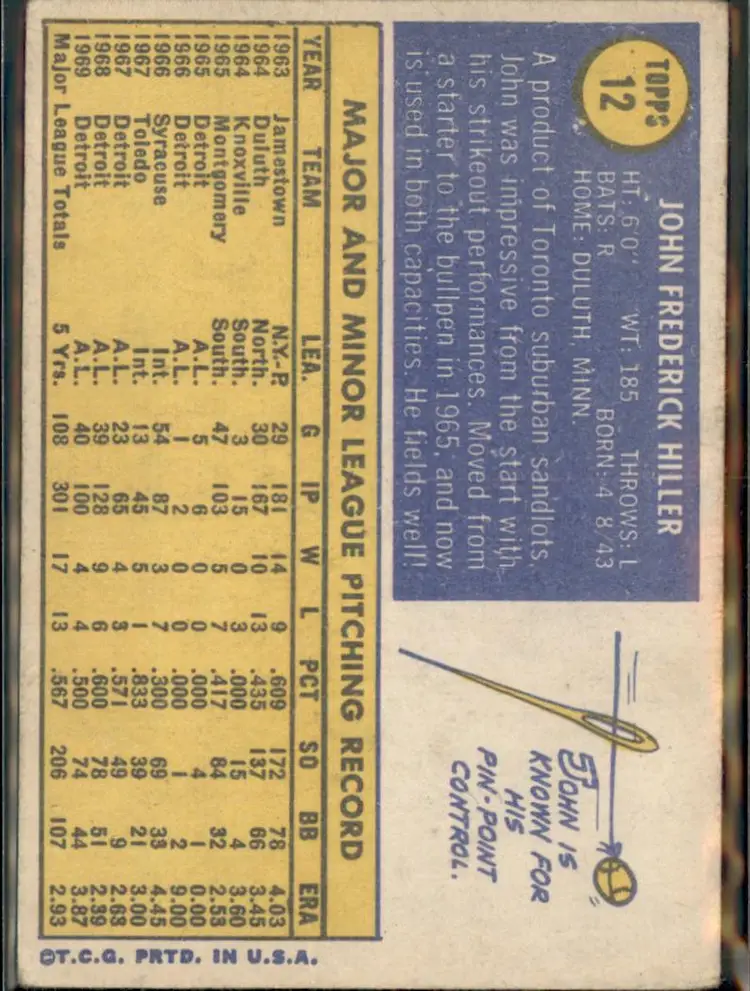 TOPPS
12
JOHN FREDERICK HILLER
HT: 6'0" WT: 185 THROWS: L
BATS: R BORN: 4 8/43
HOME: DULUTH, MINN.
A product of Toronto suburban sandlots,
John was impressive from the start with
his strikeout performances. Moved from
a starter to the bullpen in 1965, and now
is used in both capacities. He fields well!
JOHN IS
KNOWN FOR
HIS
PIN-POINT
CONTROL.
MAJOR AND MINOR LEAGUE PITCHING RECORD
YEAR TEAM LEA. G IP W L PCT SO BB ERA
1963 Jamestown N.Y.-P. 29 181 14 9 .609 172 78 4.03
1964 Duluth North. 30 167 10 13 .435 137 66 3.45
1964 Knoxville South. 3 15 0 3 .000 15 4 3.60
1965 Montgomery South. 47 103 5 7 .417 84 32 2.53
1965 Detroit A.L. 5 6 0 0 .000 4 1 0.00
1966 Detroit A.L. 1 2 0 0 .000 1 2 9.00
1966 Syracuse Int. 54 87 3 7 .300 69 33 4.45
1967 Toledo Int. 13 45 5 1 .833 39 21 3.00
1967 Detroit A.L. 23 65 4 3 .571 49 9 2.63
1968 Detroit A.L. 39 128 9 6 .600 78 51 2.39
1969 Detroit A.L. 40 100 4 4 .500 74 44 3.87
Major League Totals 5 Yrs. 108 301 17 13 .567 206 107 2.93
©T.C.G. PRTD. IN U.S.A.